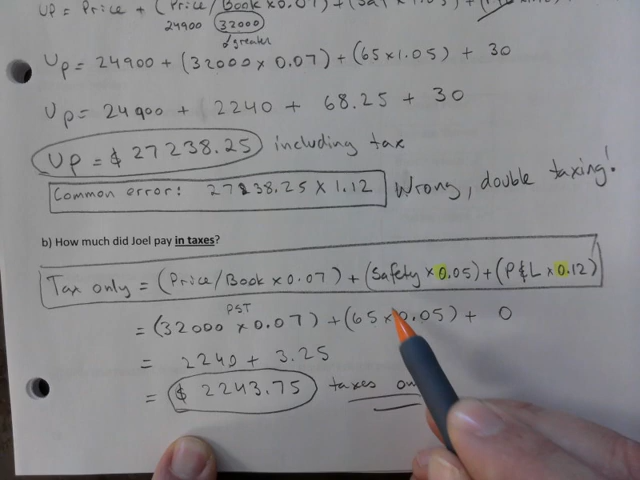 UP = Price + (Price/Book x 0.07) +
24900 32000
greater
Up = 24900 + (32000 x 0.07) + (65 x 1.05) + 30
Up = 24900 + 2240 + 68.25 + 30
Up = $ 27238.25 including tax
Common error: 27238.25 x 1.12 Wrong, double taxing!
b) How much did Joel pay in taxes?
Tax only = (Price/Book x 0.07) + (Safety x 0.05) + (P & L x 0.12)
PST
= (32000 x 0.07) + (65 x 0.05) + 0
= 2240 + 3.25
= $ 2243.75 taxes